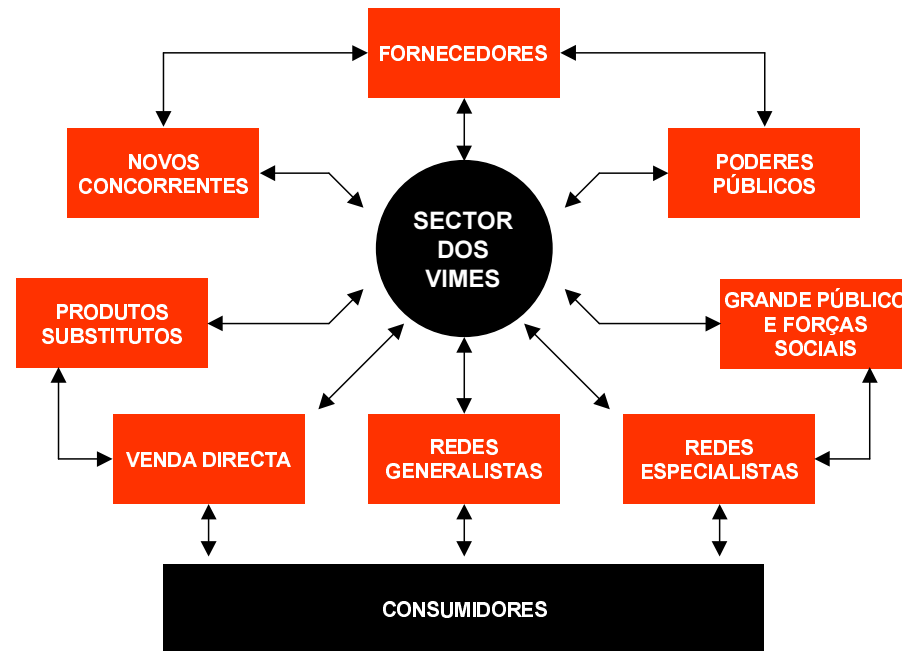 FORNECEDORES
NOVOS
CONCORRENTES
PODERES
PÚBLICOS
SECTOR
DOS
VIMES
PRODUTOS
SUBSTITUTOS
GRANDE PÚBLICO
E FORÇAS
SOCIAIS
VENDA DIRECTA
REDES
GENERALISTAS
REDES
ESPECIALISTAS
CONSUMIDORES